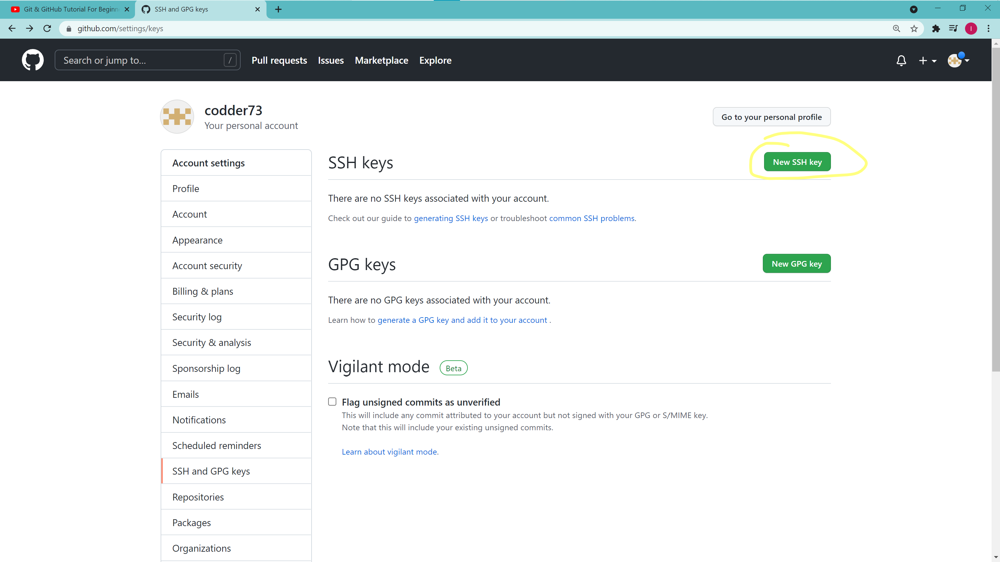 Git & GitHub Tutorial For Beginn
SSH and GPG keys
github.com/settings/keys
I
Search or jump to...
/
Pull requests
Issues
Marketplace
Explore
codder73
Your personal account
Go to your personal profile
Account settings
Profile
Account
Appearance
Account security
Billing & plans
Security log
Security & analysis
Sponsorship log
Emails
Notifications
Scheduled reminders
SSH and GPG keys
Repositories
Packages
Organizations
SSH keys
New SSH key
There are no SSH keys associated with your account.
Check out our guide to generating SSH keys or troubleshoot common SSH problems.
GPG keys
New GPG key
There are no GPG keys associated with your account.
Learn how to generate a GPG key and add it to your account .
Vigilant mode
Beta
Flag unsigned commits as unverified
This will include any commit attributed to your account but not signed with your GPG or S/MIME key.
Note that this will include your existing unsigned commits.
Learn about vigilant mode.